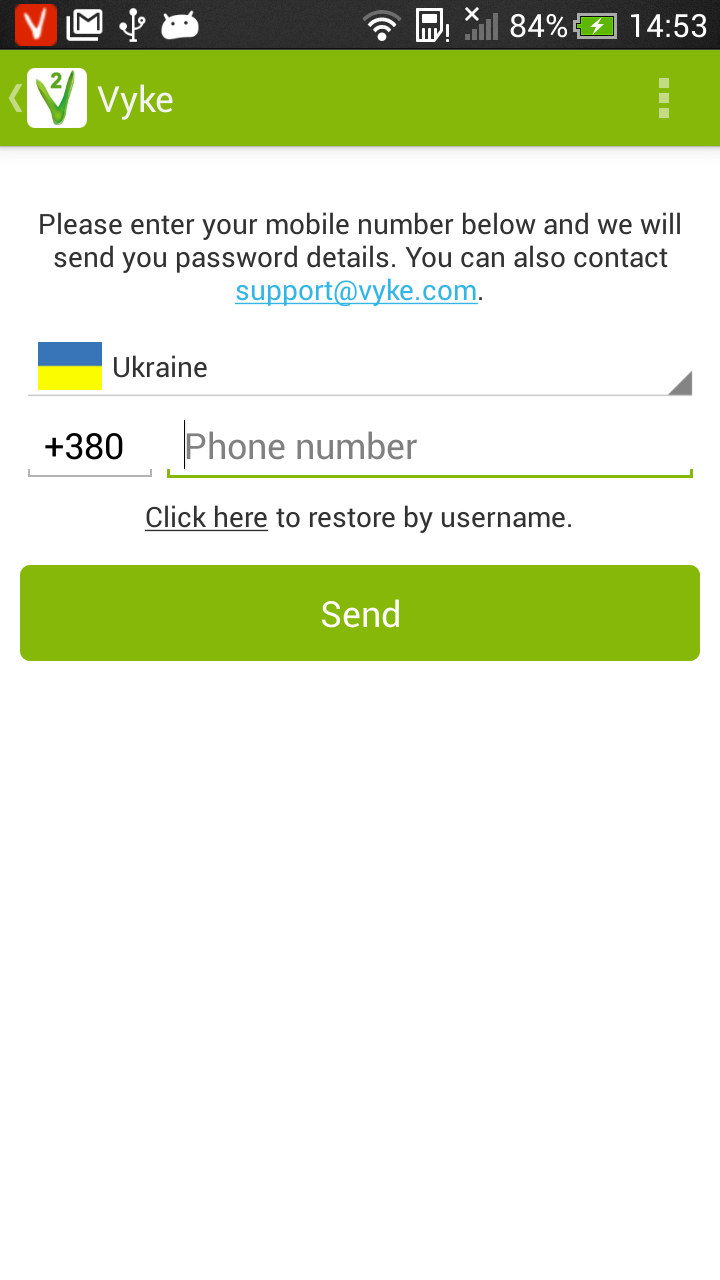 84% 14:53
2 Vyke
Please enter your mobile number below and we will
send you password details. You can also contact
support@vyke.com.
Ukraine
+380 Phone number
Click here to restore by username.
Send